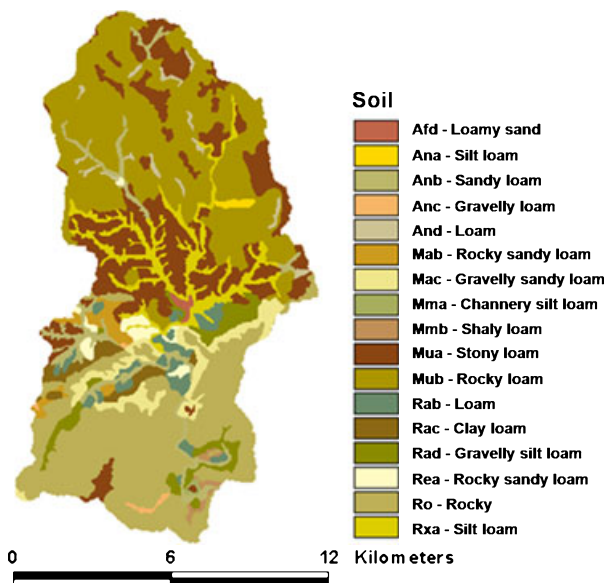 Soil
Afd - Loamy sand
Ana - Silt loam
Anb - Sandy loam
Anc - Gravelly loam
And - Loam
Mab - Rocky sandy loam
Mac - Gravelly sandy loam
Mma - Channery silt loam
Mmb - Shaly loam
Mua - Stony loam
Mub - Rocky loam
Rab - Loam
Rac - Clay loam
Rad - Gravelly silt loam
Rea - Rocky sandy loam
Ro - Rocky
Rxa - Silt loam
0 6 12 Kilometers